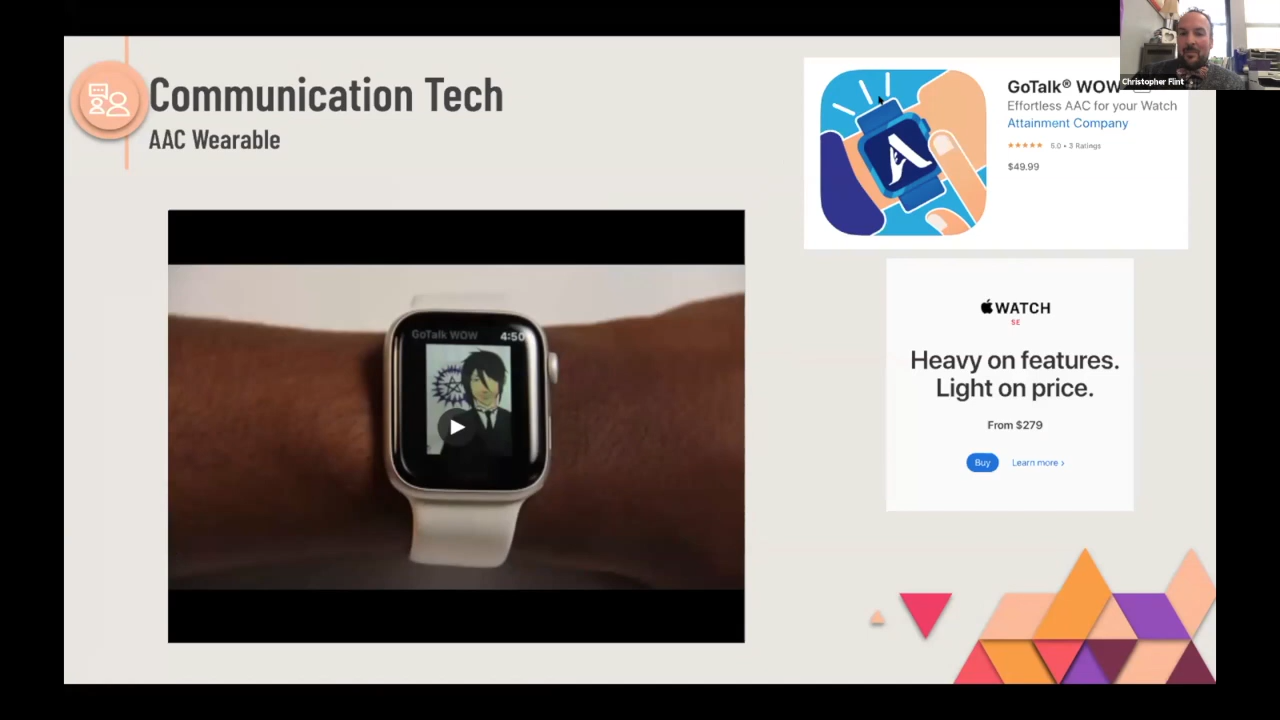 Communication Tech
AAC Wearable
GoTalk WOW
4:50
GoTalk® WOW
Effortless AAC for your Watch
Attainment Company
★★★★★ 5.0 • 3 Ratings
$49.99
Christopher Flint
WATCH
SE
Heavy on features.
Light on price.
From $279
Buy
Learn more ›